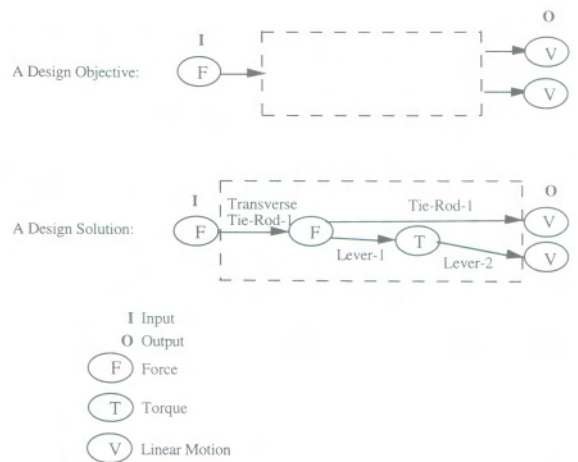 I
O
A Design Objective:
F
V
V
I
O
A Design Solution:
Transverse
Tie-Rod-1
Tie-Rod-1
F
F
V
T
Lever-1
Lever-2
V
I Input
O Output
F Force
T Torque
V Linear Motion